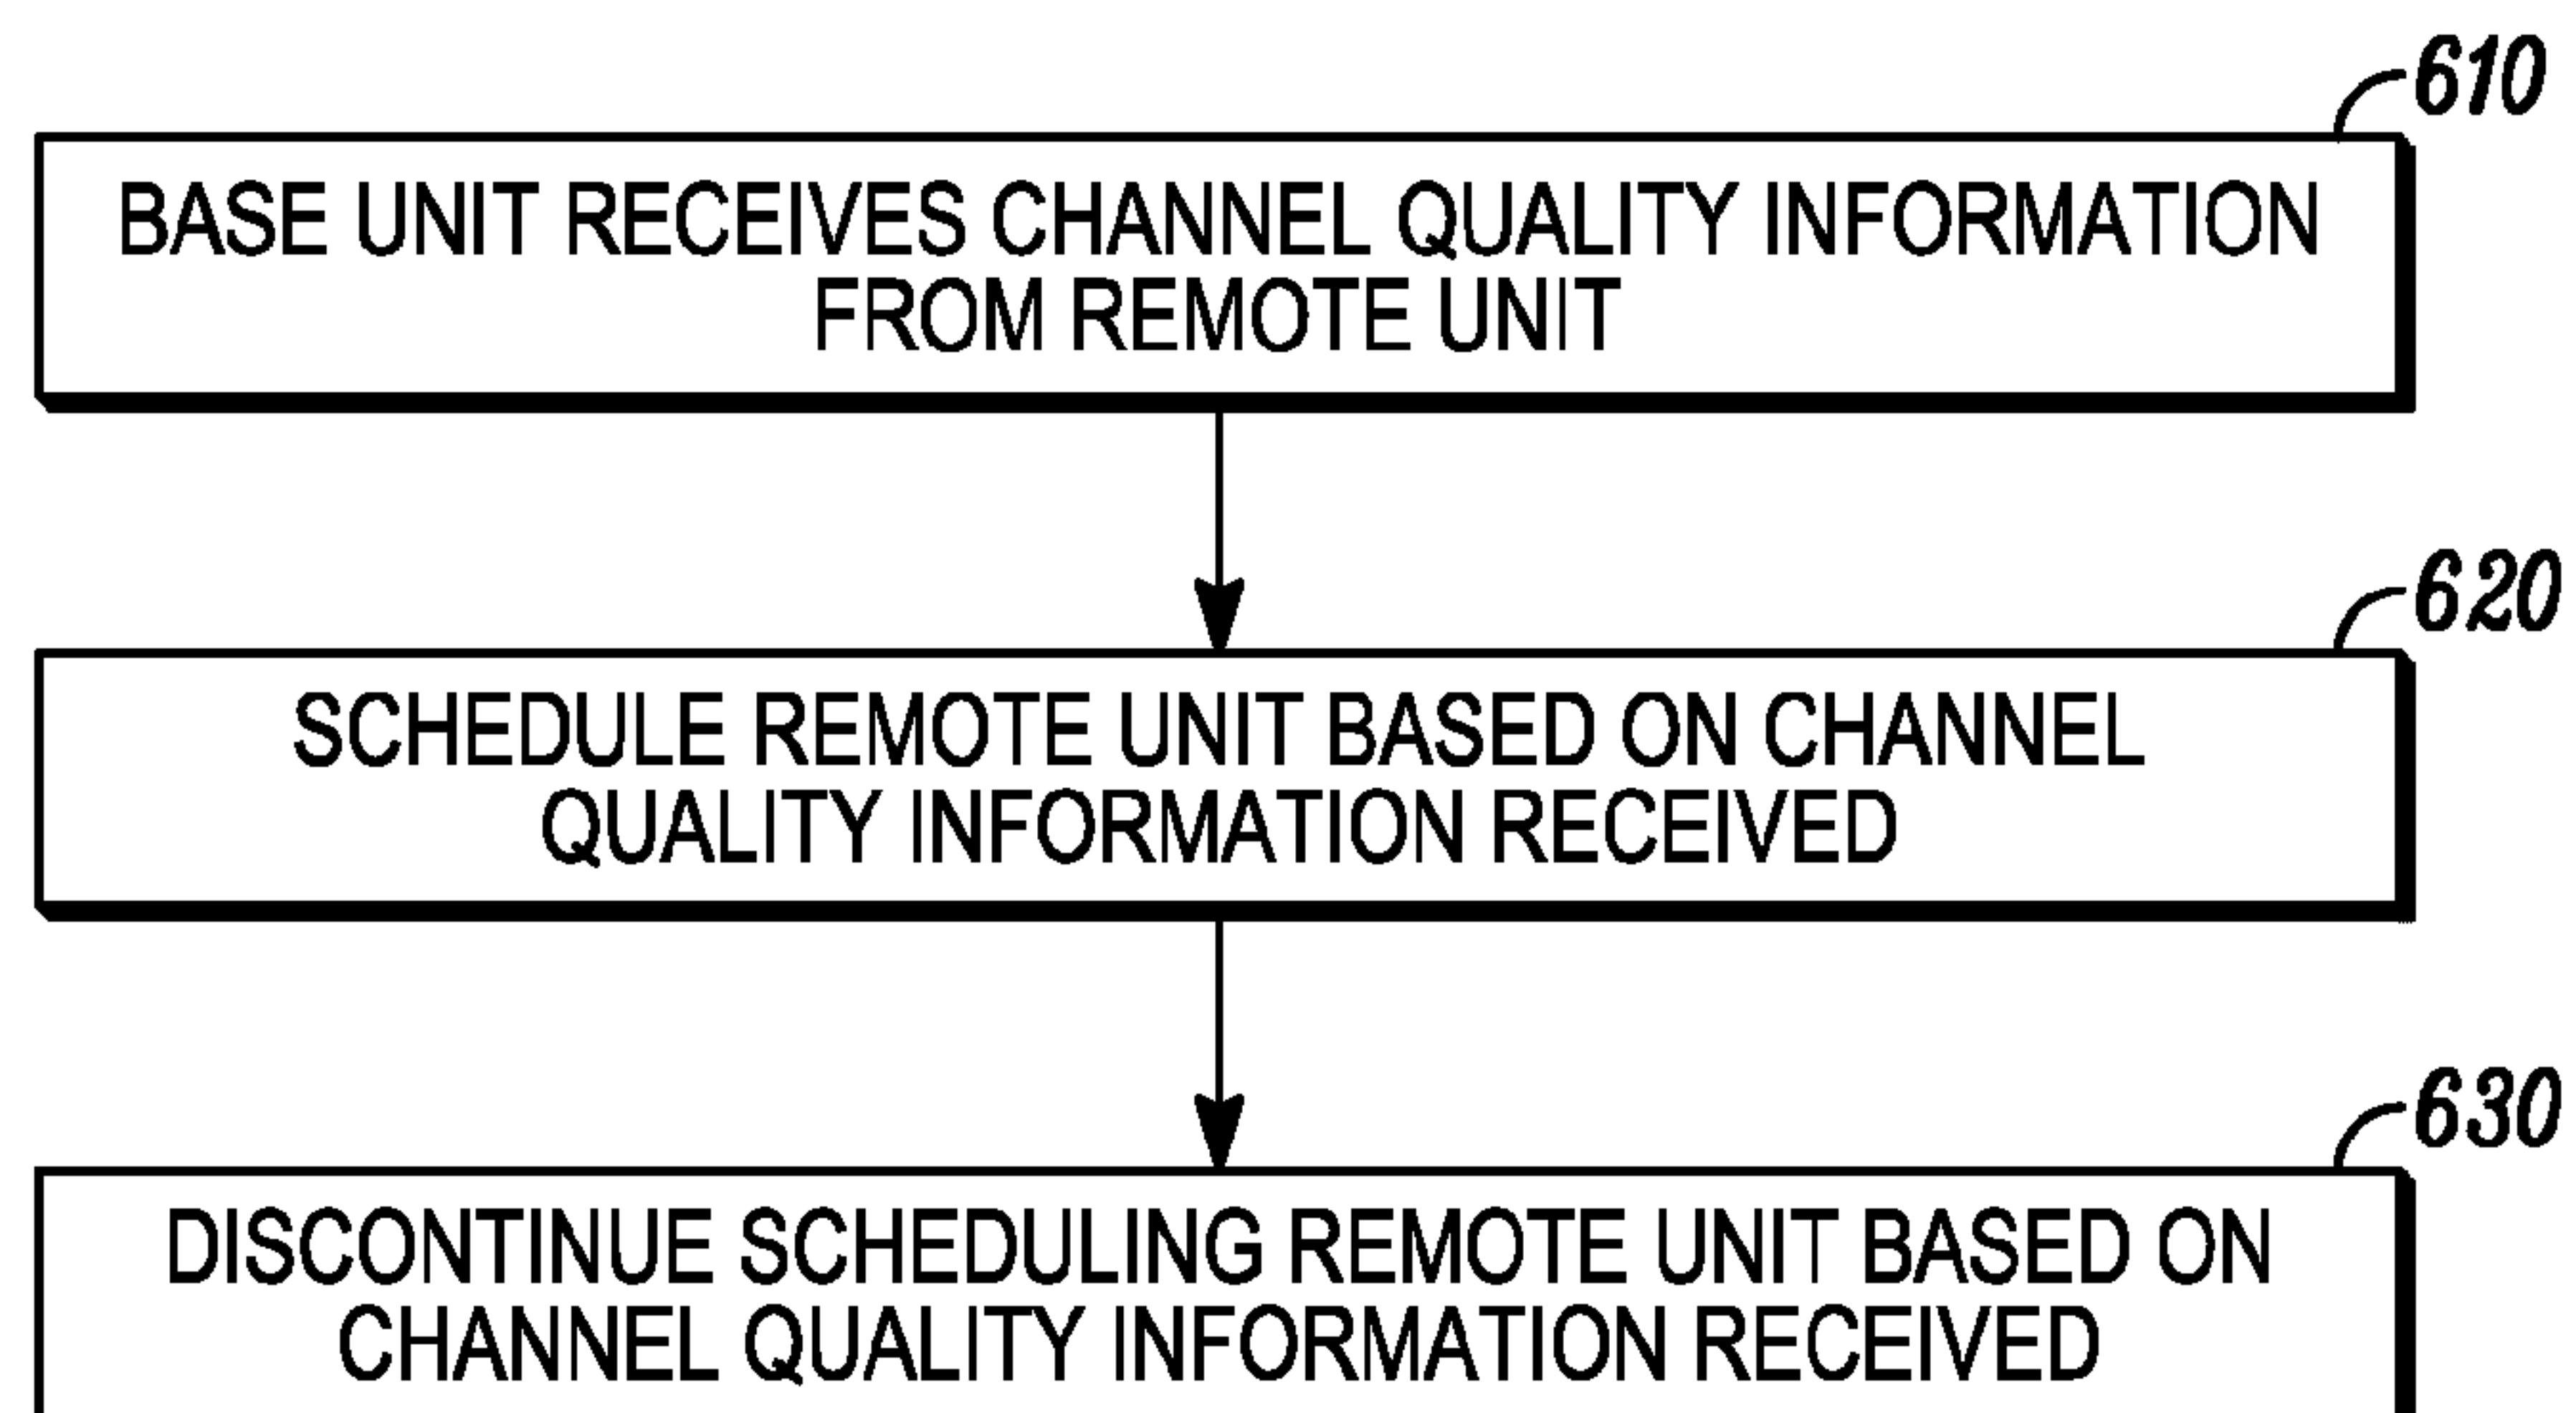 610
BASE UNIT RECEIVES CHANNEL QUALITY INFORMATION
FROM REMOTE UNIT
620
SCHEDULE REMOTE UNIT BASED ON CHANNEL
QUALITY INFORMATION RECEIVED
630
DISCONTINUE SCHEDULING REMOTE UNIT BASED ON
CHANNEL QUALITY INFORMATION RECEIVED